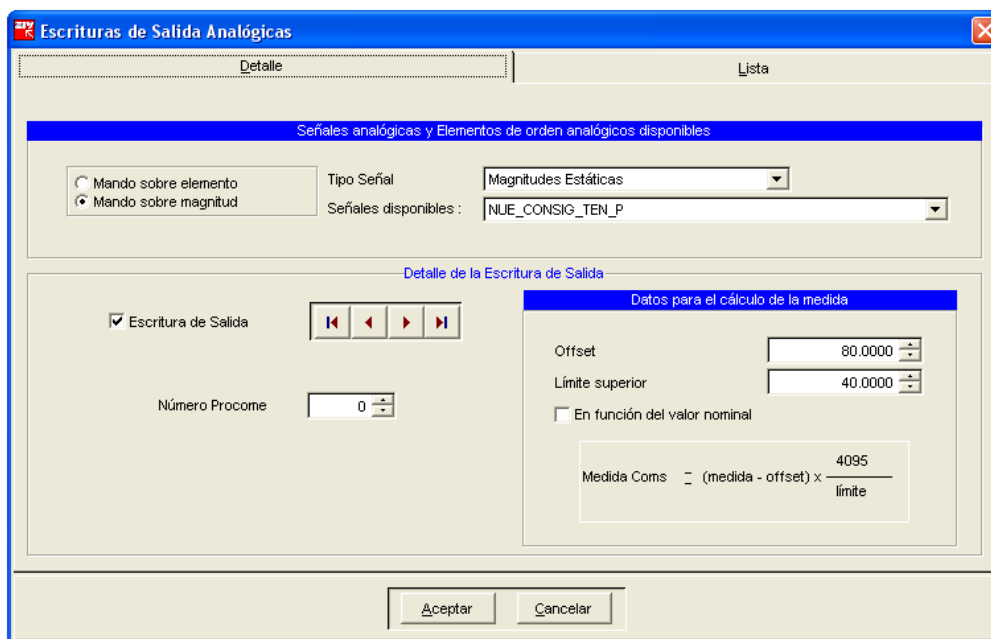 Escrituras de Salida Analógicas
Detalle
Lista
Señales analógicas y Elementos de orden analógicos disponibles
Mando sobre elemento
Mando sobre magnitud
Tipo Señal
Magnitudes Estáticas
Señales disponibles :
NUE_CONSIG_TEN_P
Detalle de la Escritura de Salida
Escritura de Salida
Número Procome
0
Datos para el cálculo de la medida
Offset
80.0000
Límite superior
40.0000
En función del valor nominal
Medida Coms = (medida - offset) x 4095
límite
Aceptar
Cancelar